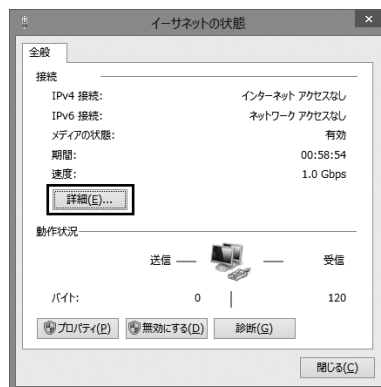 イーサネットの状態
全般
接続
IPv4 接続: インターネット アクセスなし
IPv6 接続: ネットワーク アクセスなし
メディアの状態: 有効
期間: 00:58:54
速度: 1.0 Gbps
詳細(E)...
動作状況
送信 — — 受信
バイト: 0 120
プロパティ(P) 無効にする(D) 診断(G)
閉じる(C)